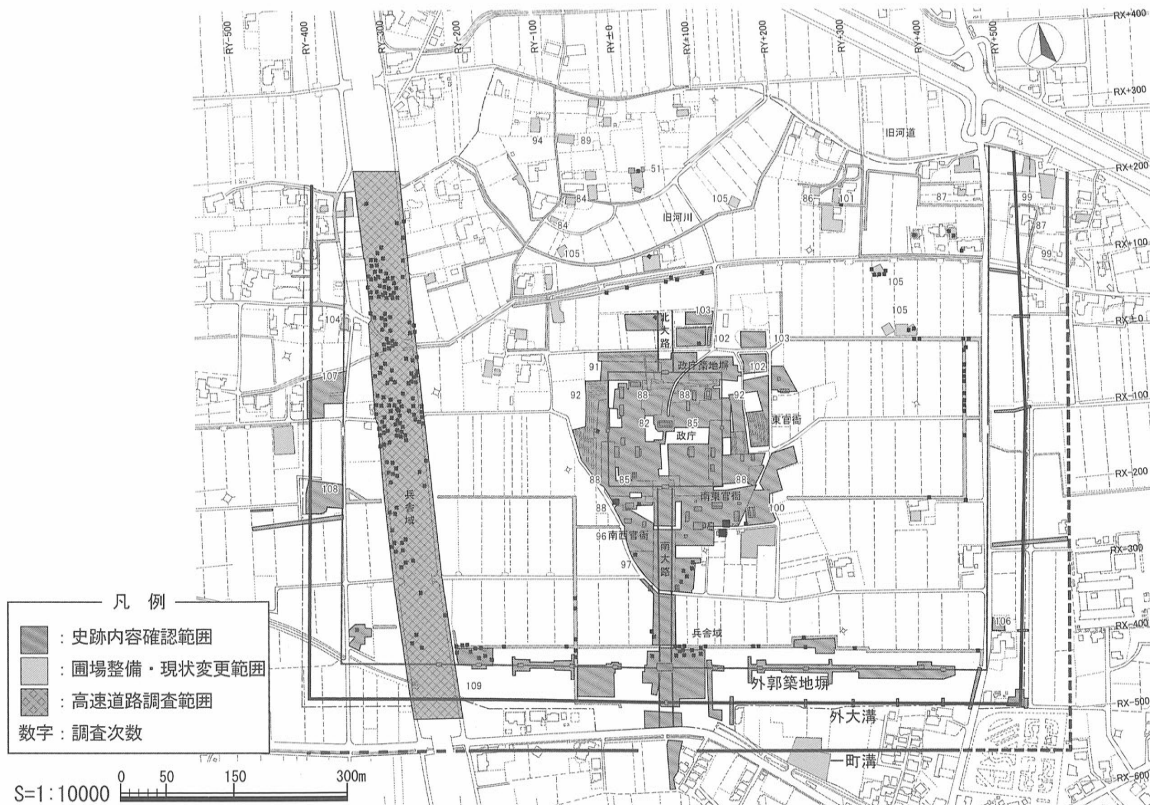 RY-500
RY-400
RY-300
RY-200
RY-100
RY±0
RY+100
RY+200
RY+300
RY+400
RY+500
RX+400
RX+300
RX+200
RX+100
RX±0
RX-100
RX-200
RX-300
RX-400
RX-500
RX-600
旧河道
94
89
51
84
84
旧河川
105
105
86
101
87
99
87
99
105
105
104
107
108
兵舎域
北大路
103
102
103
91
政庁築地塀
102
92
88
88
92
東官衙
82
85
政庁
88
85
88
南東官衙
88
100
96
南西官衙
南大路
97
兵舎域
106
109
外郭築地塀
外大溝
町溝
凡 例
：史跡内容確認範囲
：圃場整備・現状変更範囲
：高速道路調査範囲
数字：調査次数
S=1:10000
0 50 150 300m